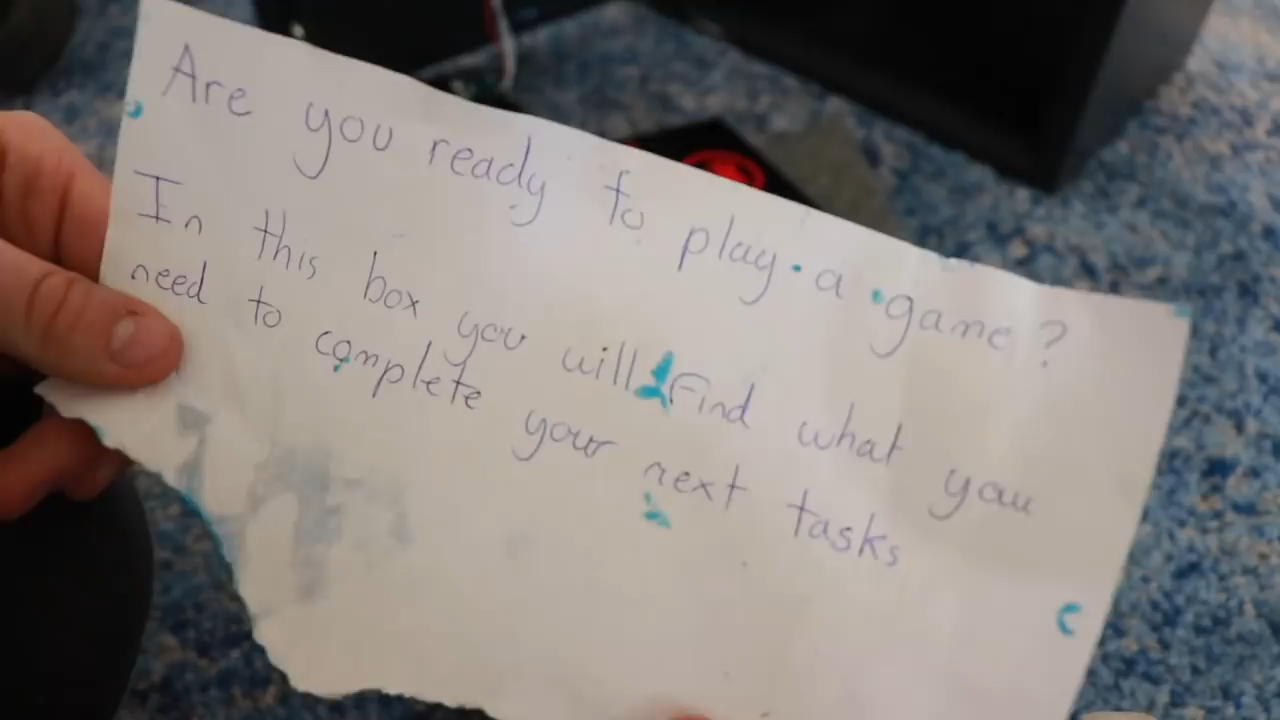 Are you ready to play a game?
In this box you will find what you
need to complete your next tasks